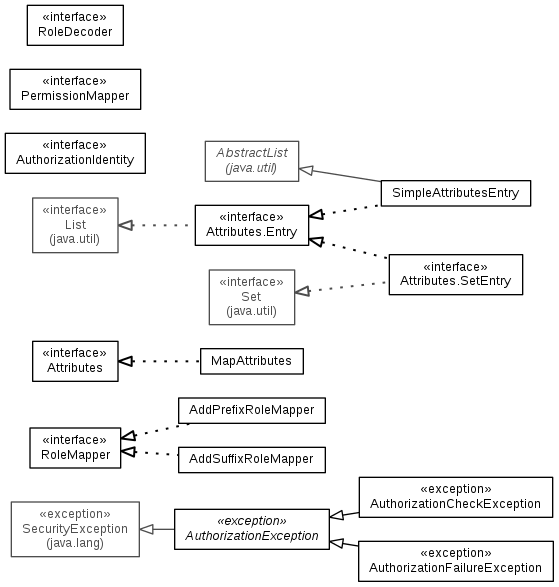 «interface»
RoleDecoder
«interface»
PermissionMapper
«interface»
AuthorizationIdentity
AbstractList
(java.util)
SimpleAttributesEntry
«interface»
List
(java.util)
«interface»
Attributes.Entry
«interface»
Attributes.SetEntry
«interface»
Set
(java.util)
«interface»
Attributes
MapAttributes
AddPrefixRoleMapper
«interface»
RoleMapper
AddSuffixRoleMapper
«exception»
AuthorizationCheckException
«exception»
SecurityException
(java.lang)
«exception»
AuthorizationException
«exception»
AuthorizationFailureException